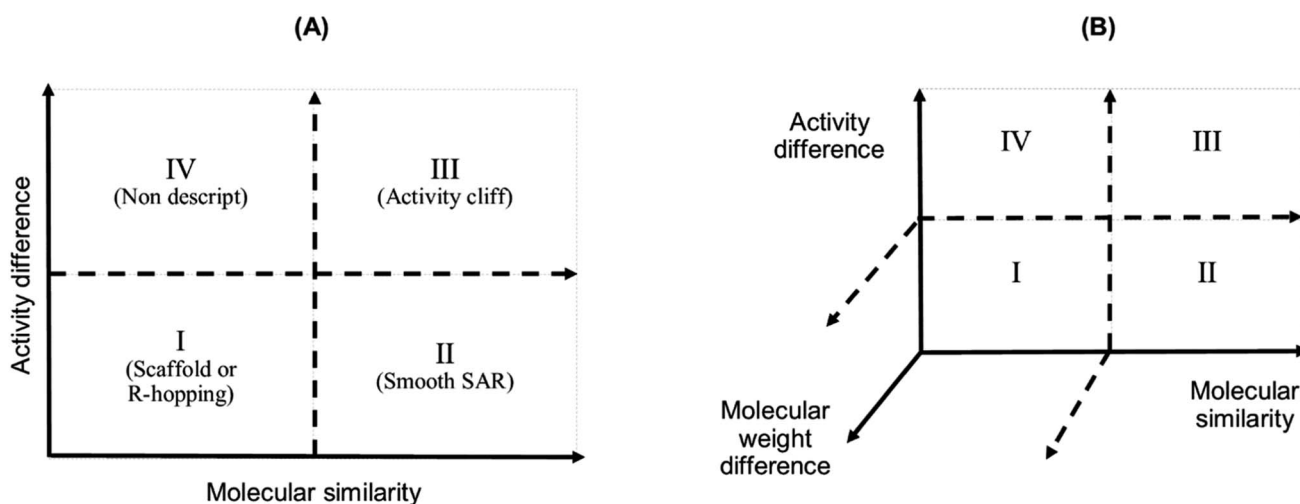 (A)
Activity difference
IV
(Non descript)
III
(Activity cliff)
I
(Scaffold or
R-hopping)
II
(Smooth SAR)
Molecular similarity
(B)
Activity
difference
IV
III
I
II
Molecular
weight
difference
Molecular
similarity